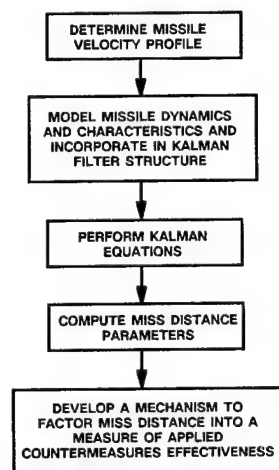 DETERMINE MISSILE
VELOCITY PROFILE
MODEL MISSILE DYNAMICS
AND CHARACTERISTICS AND
INCORPORATE IN KALMAN
FILTER STRUCTURE
PERFORM KALMAN
EQUATIONS
COMPUTE MISS DISTANCE
PARAMETERS
DEVELOP A MECHANISM TO
FACTOR MISS DISTANCE INTO A
MEASURE OF APPLIED
COUNTERMEASURES EFFECTIVENESS